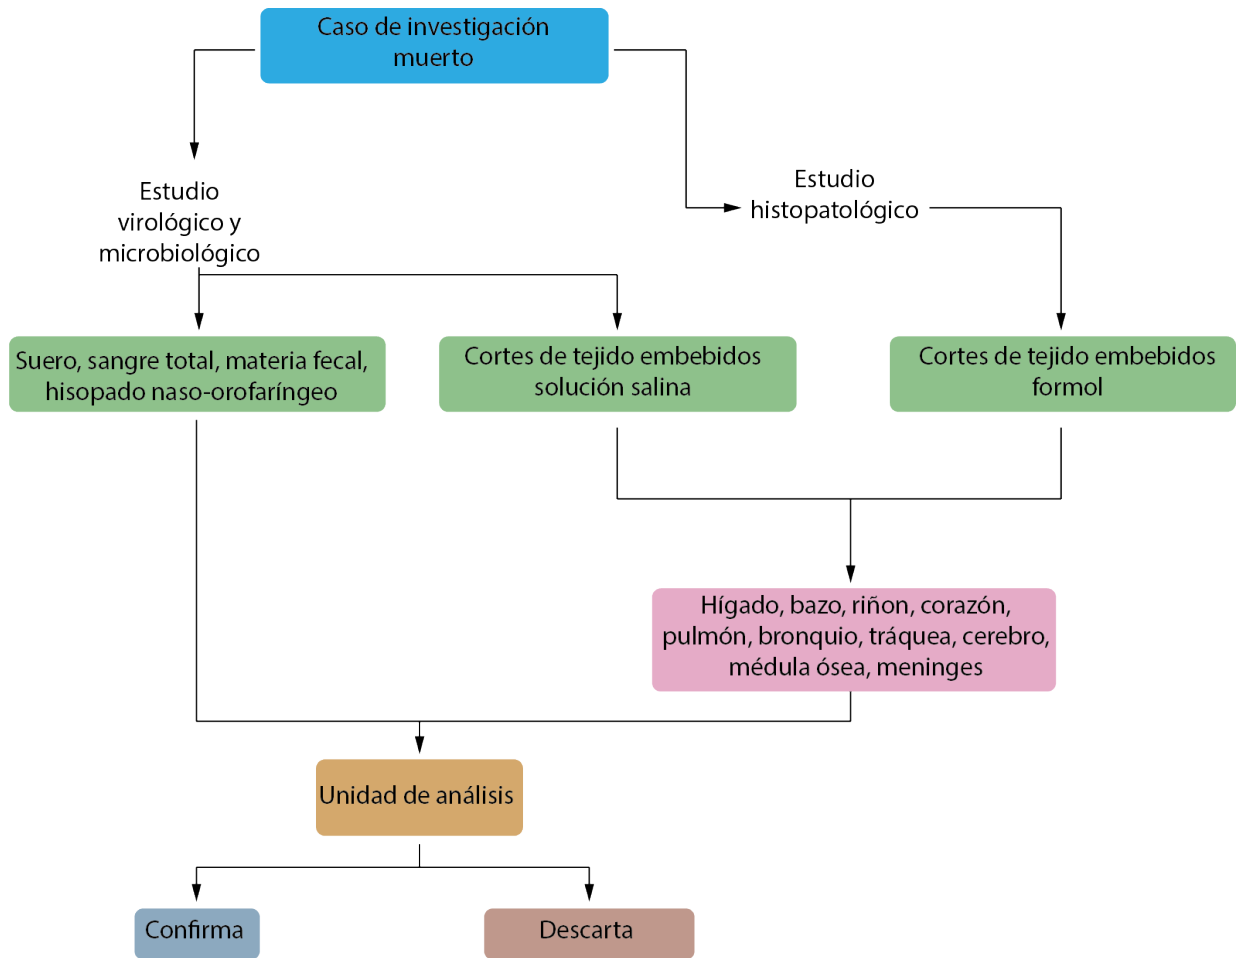 Caso de investigación
muerto
Estudio
virológico y
microbiológico
Estudio
histopatológico
Suero, sangre total, materia fecal,
hisopado naso-orofaríngeo
Cortes de tejido embebidos
solución salina
Cortes de tejido embebidos
formol
Hígado, bazo, riñon, corazón,
pulmón, bronquio, tráquea, cerebro,
médula ósea, meninges
Unidad de análisis
Confirma
Descarta